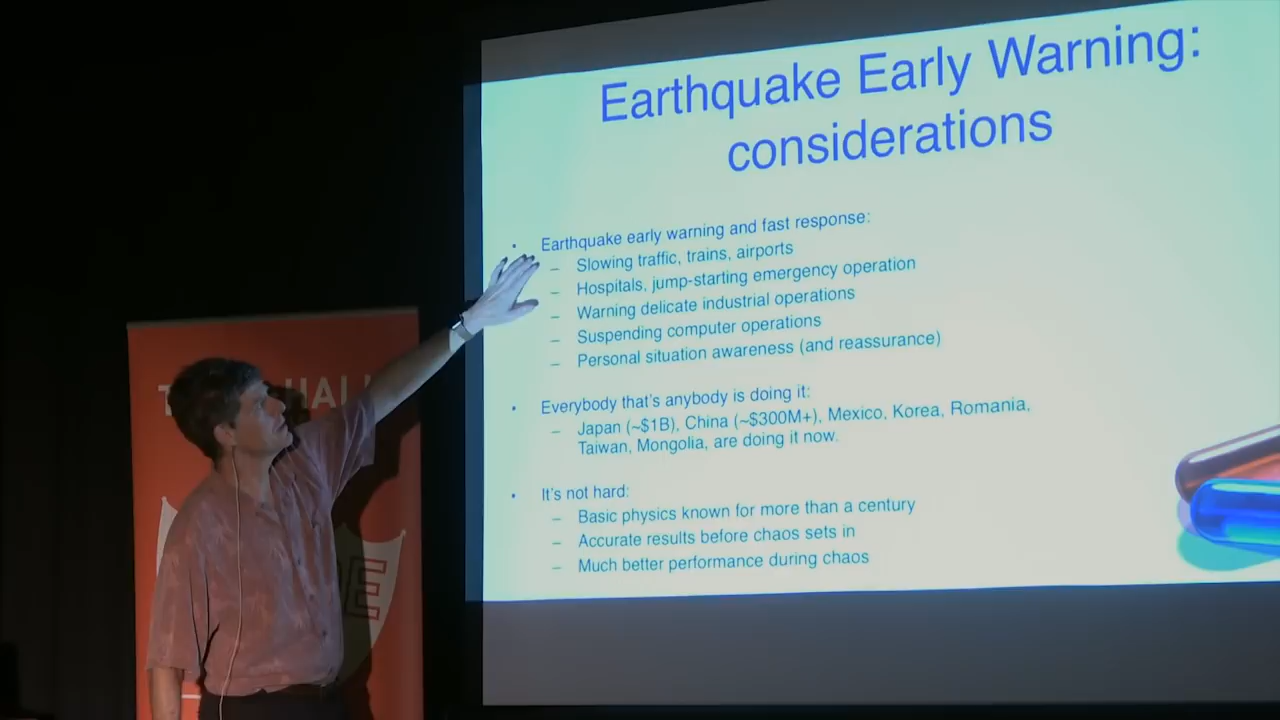 Earthquake Early Warning:
considerations
• Earthquake early warning and fast response:
– Slowing traffic, trains, airports
– Hospitals, jump-starting emergency operation
– Warning delicate industrial operations
– Suspending computer operations
– Personal situation awareness (and reassurance)
• Everybody that's anybody is doing it:
– Japan (~$1B), China (~$300M+), Mexico, Korea, Romania,
Taiwan, Mongolia, are doing it now.
• It's not hard:
– Basic physics known for more than a century
– Accurate results before chaos sets in
– Much better performance during chaos